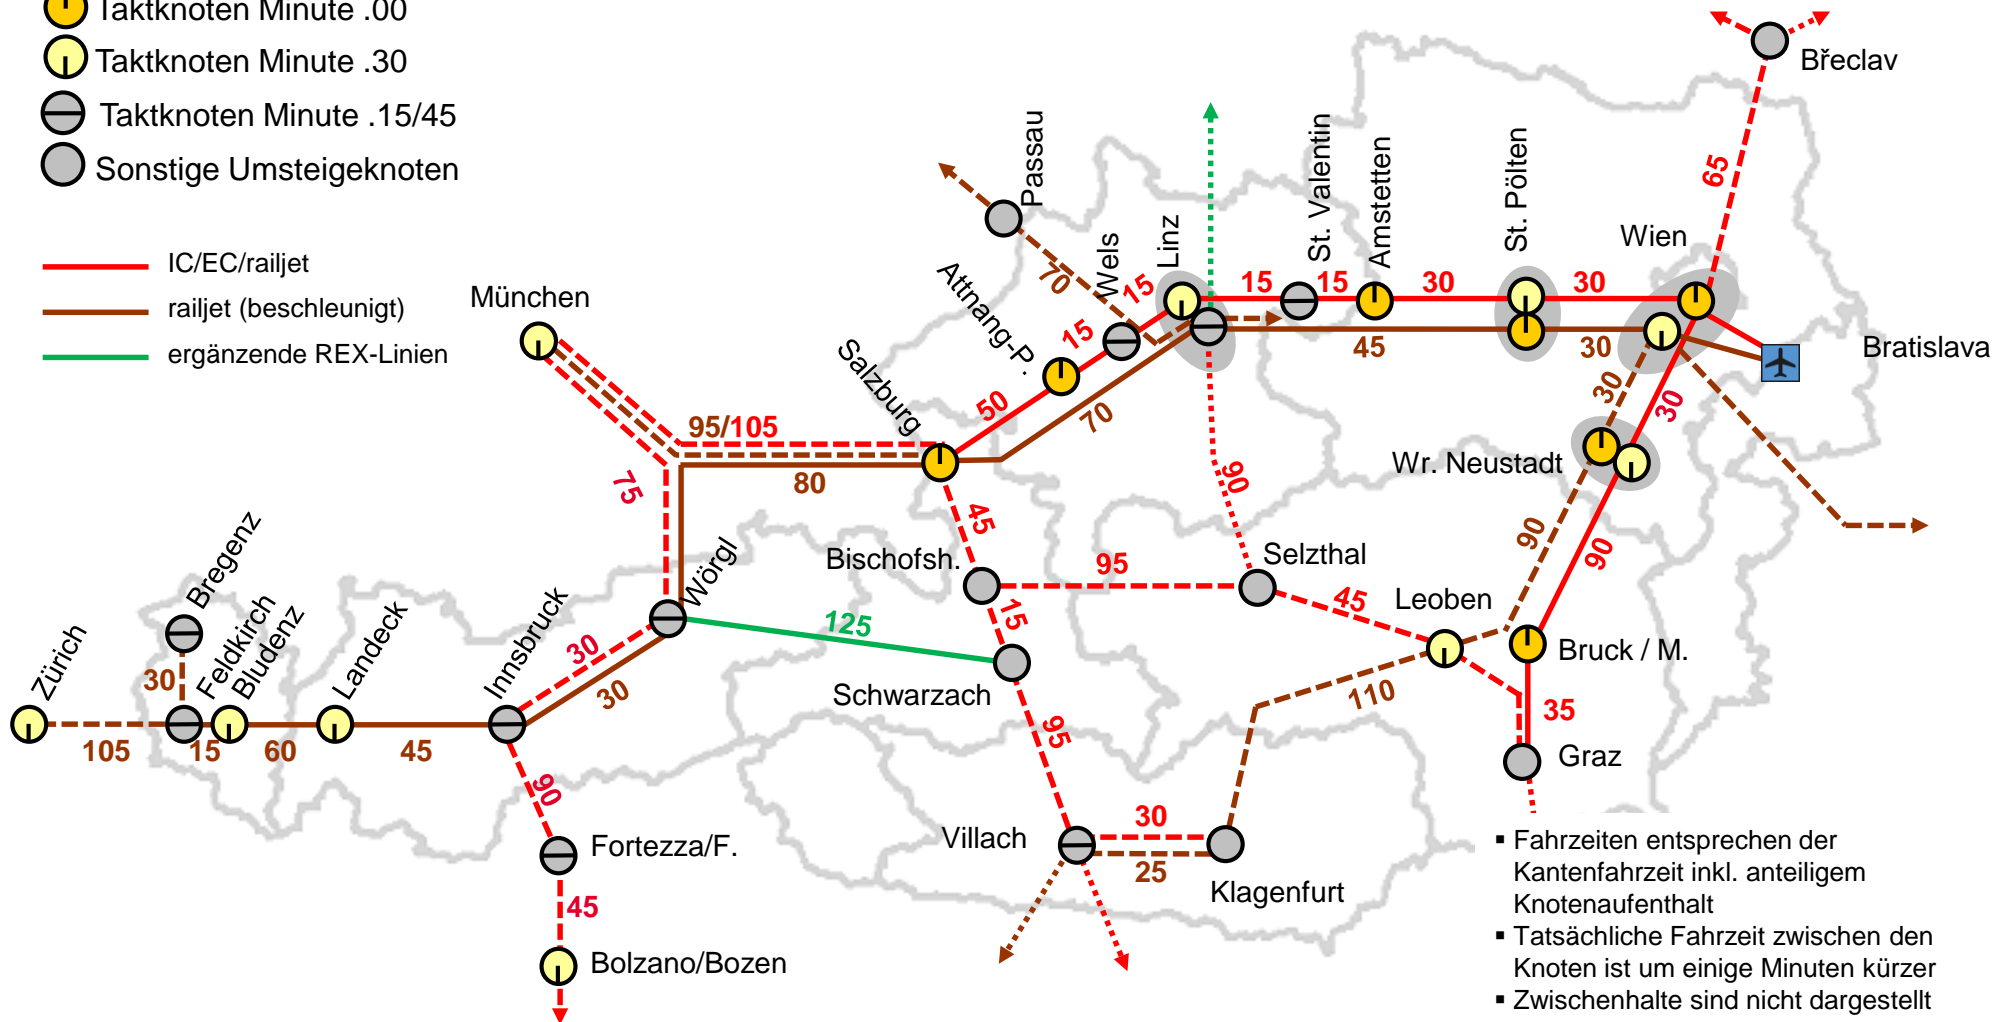 Taktknoten Minute .00
Taktknoten Minute .30
Taktknoten Minute .15/45
Sonstige Umsteigeknoten
IC/EC/railjet
railjet (beschleunigt)
ergänzende REX-Linien
Břeclav
65
Passau
70
Wels
Linz
St. Valentin
Amstetten
St. Pölten
Wien
Attnang-P.
15
15
15
15
30
30
45
30
Bratislava
München
Salzburg
50
70
95/105
80
75
30
30
Wr. Neustadt
90
90
90
45
Bischofsh.
95
Selzthal
45
Leoben
Bruck / M.
15
Wörgl
125
Schwarzach
Bregenz
Feldkirch
Bludenz
Landeck
Innsbruck
Zürich
30
30
30
105
15
60
45
90
95
110
35
Graz
Fortezza/F.
45
Bolzano/Bozen
Villach
30
25
Klagenfurt
▪ Fahrzeiten entsprechen der
Kantenfahrzeit inkl. anteiligem
Knotenaufenthalt
▪ Tatsächliche Fahrzeit zwischen den
Knoten ist um einige Minuten kürzer
▪ Zwischenhalte sind nicht dargestellt